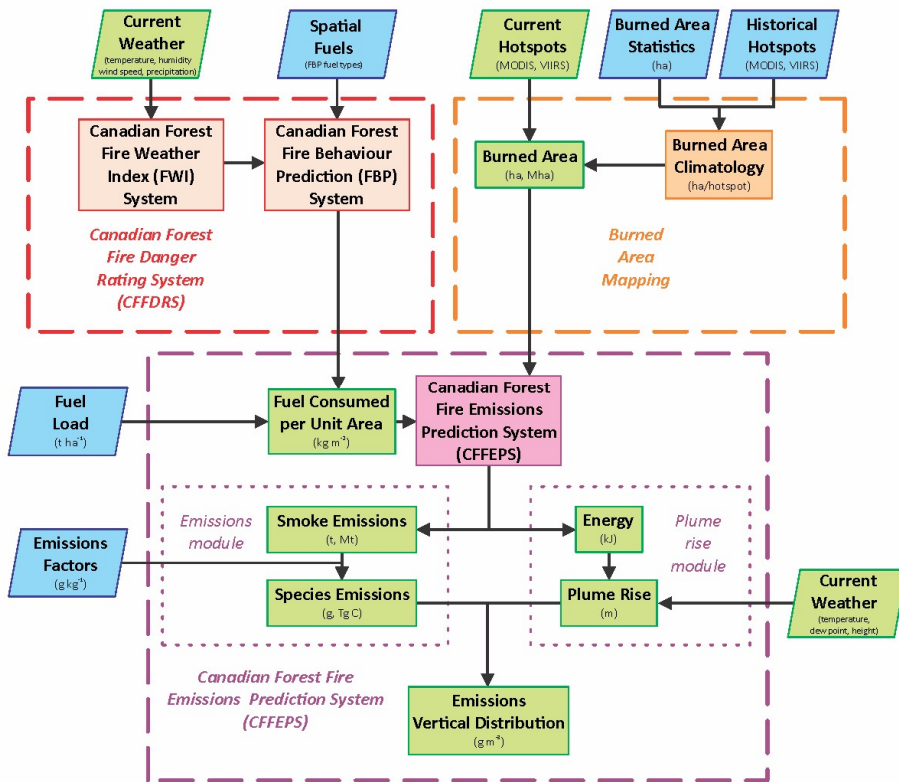 Current
Weather
(temperature, humidity
wind speed, precipitation)
Spatial
Fuels
(FBP fuel types)
Current
Hotspots
(MODIS, VIIRS)
Burned Area
Statistics
(ha)
Historical
Hotspots
(MODIS, VIIRS)
Canadian Forest
Fire Weather
Index (FWI)
System
Canadian Forest
Fire Behaviour
Prediction (FBP)
System
Burned Area
(ha, Mha)
Burned Area
Climatology
(ha/hotspot)
Canadian Forest
Fire Danger
Rating System
(CFFDRS)
Burned
Area
Mapping
Fuel
Load
(t ha⁻¹)
Fuel Consumed
per Unit Area
(kg m⁻²)
Canadian Forest
Fire Emissions
Prediction System
(CFFEPS)
Emissions
module
Smoke Emissions
(t, Mt)
Energy
(kJ)
Plume
rise
module
Emissions
Factors
(g kg⁻¹)
Species Emissions
(g, Tg C)
Plume Rise
(m)
Current
Weather
(temperature,
dew point, height)
Canadian Forest Fire
Emissions Prediction System
(CFFEPS)
Emissions
Vertical Distribution
(g m⁻²)